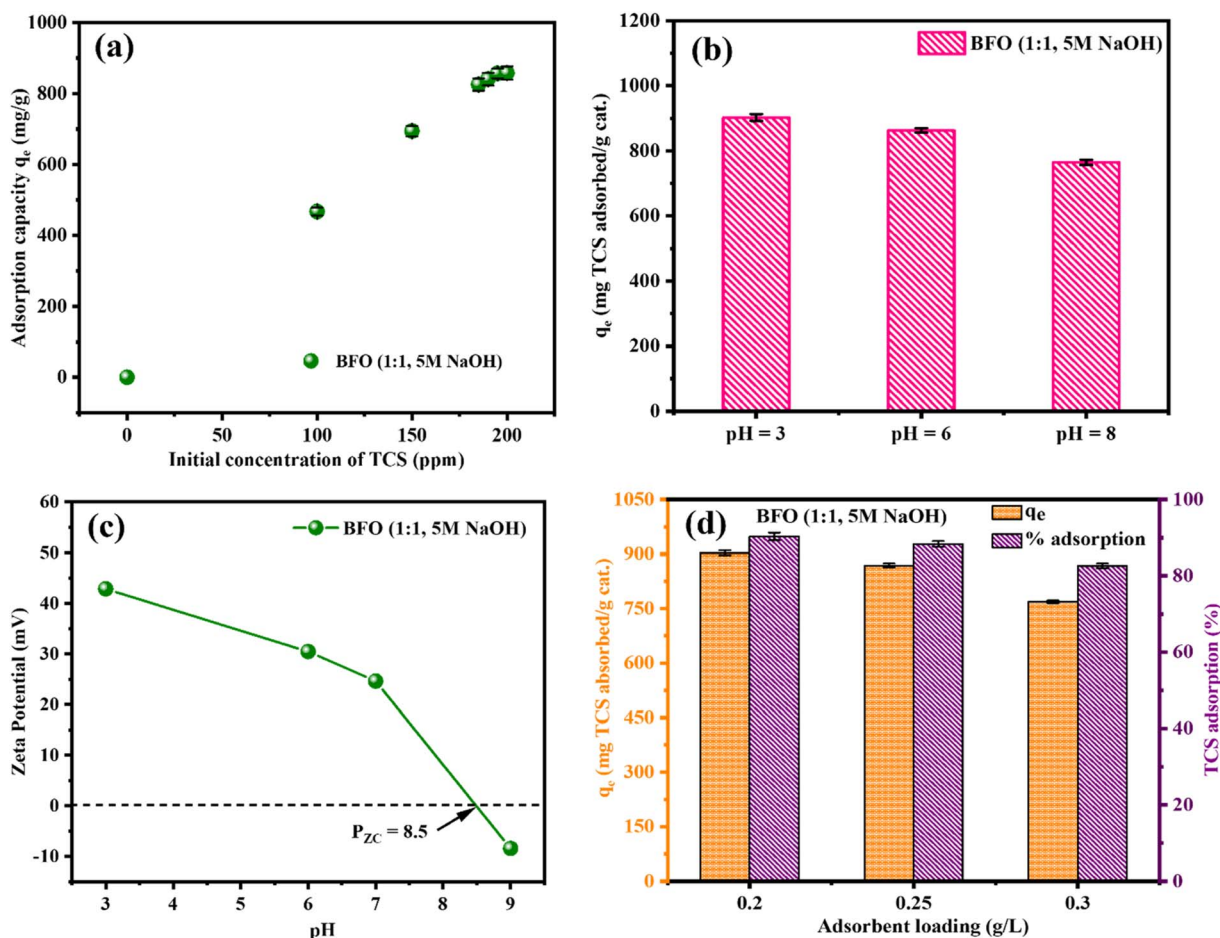 (a)
1000
800
600
400
200
0
Adsorption capacity qe (mg/g)
BFO (1:1, 5M NaOH)
0
50
100
150
200
Initial concentration of TCS (ppm)
(b)
1200
1000
800
600
400
200
0
qe (mg TCS adsorbed/g cat.)
BFO (1:1, 5M NaOH)
pH = 3
pH = 6
pH = 8
(c)
60
50
40
30
20
10
0
-10
Zeta Potential (mV)
BFO (1:1, 5M NaOH)
PZC = 8.5
3
4
5
6
7
8
9
pH
(d)
BFO (1:1, 5M NaOH)
qe
% adsorption
1050
900
750
600
450
300
150
0
qe (mg TCS absorbed/g cat.)
100
80
60
40
20
0
TCS adsorption (%)
0.2
0.25
0.3
Adsorbent loading (g/L)